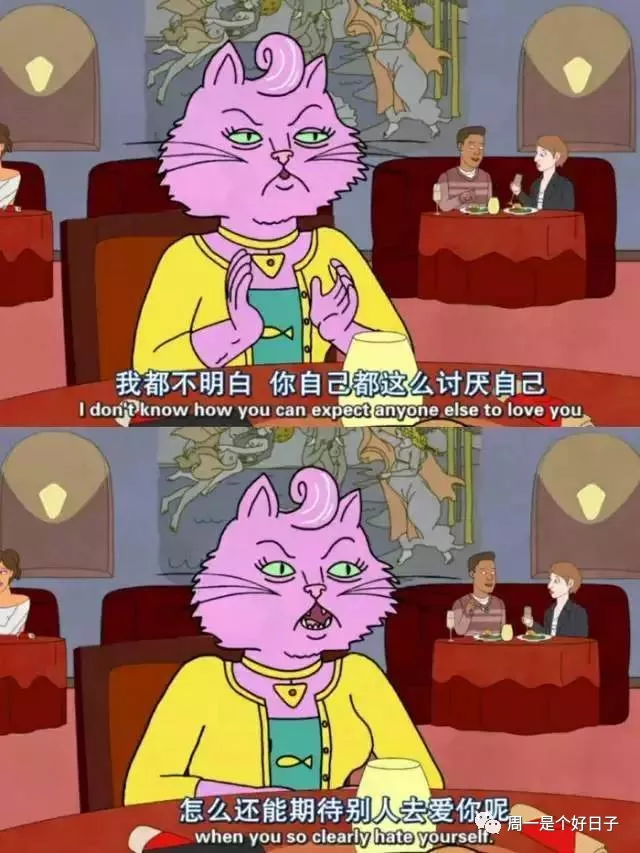 我都不明白 你自己都这么讨厌自己
I don't know how you can expect anyone else to love you
怎么还能期待别人去爱你呢
when you so clearly hate yourself.
周一是个好日子